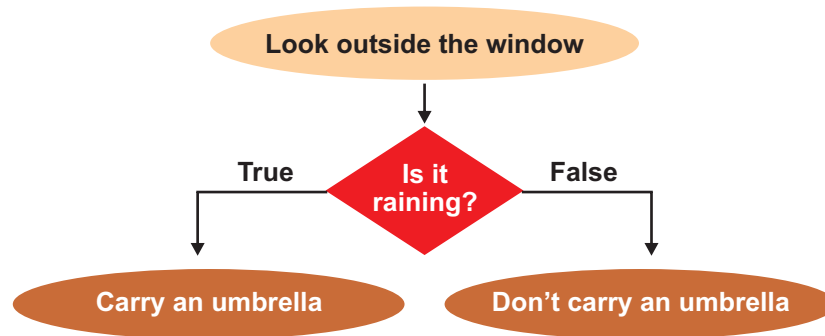 Look outside the window
True
Is it
raining?
False
Carry an umbrella
Don’t carry an umbrella